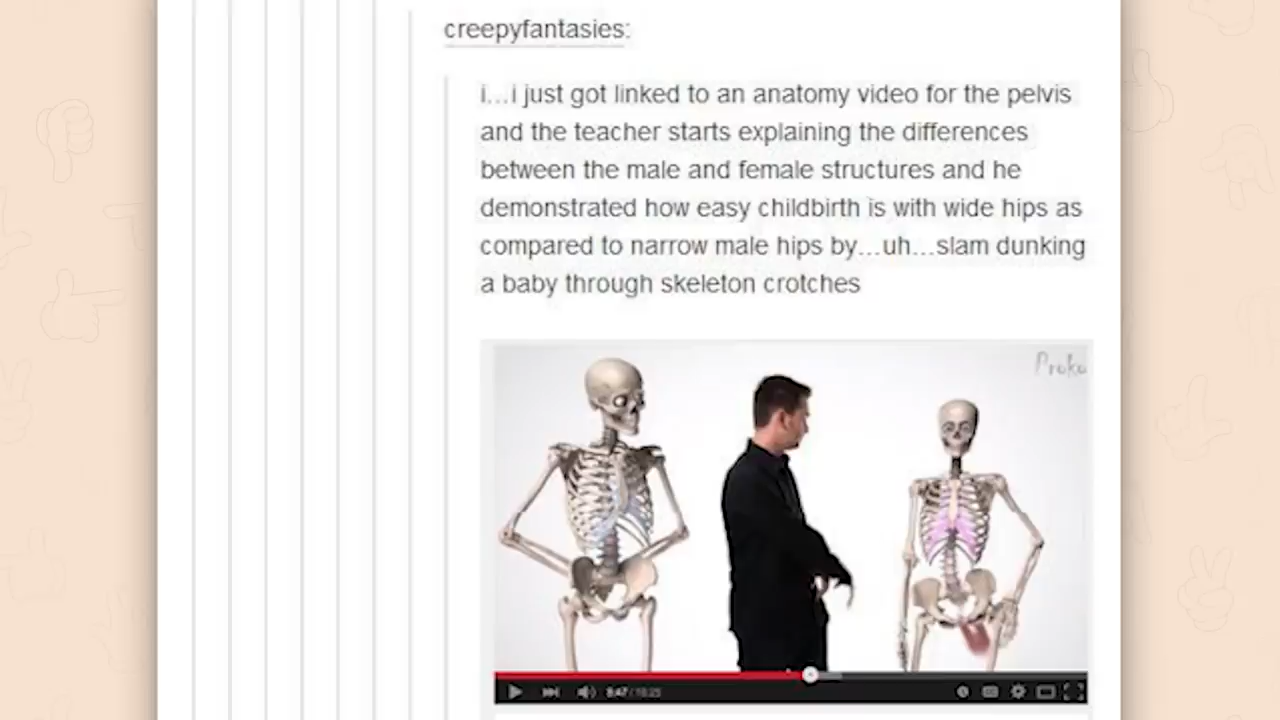 creepyfantasies:
i...i just got linked to an anatomy video for the pelvis
and the teacher starts explaining the differences
between the male and female structures and he
demonstrated how easy childbirth is with wide hips as
compared to narrow male hips by...uh...slam dunking
a baby through skeleton crotches
Proko